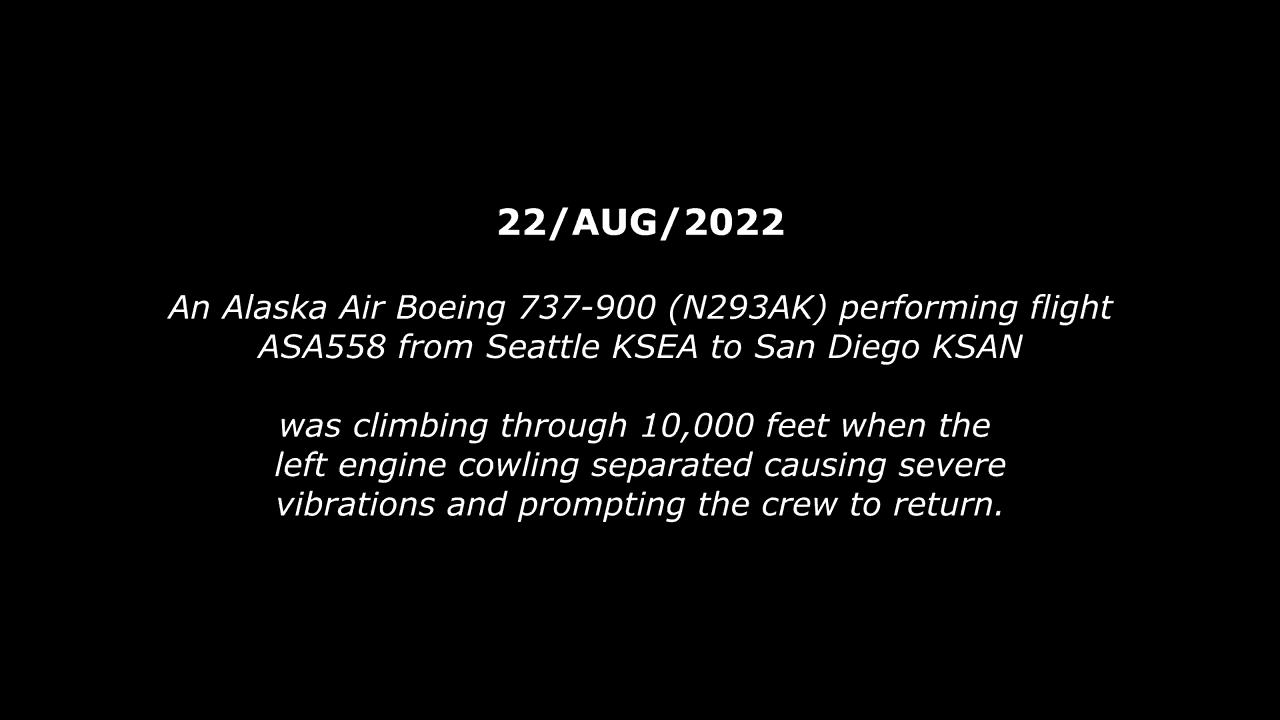 22/AUG/2022
An Alaska Air Boeing 737-900 (N293AK) performing flight
ASA558 from Seattle KSEA to San Diego KSAN
was climbing through 10,000 feet when the
left engine cowling separated causing severe
vibrations and prompting the crew to return.